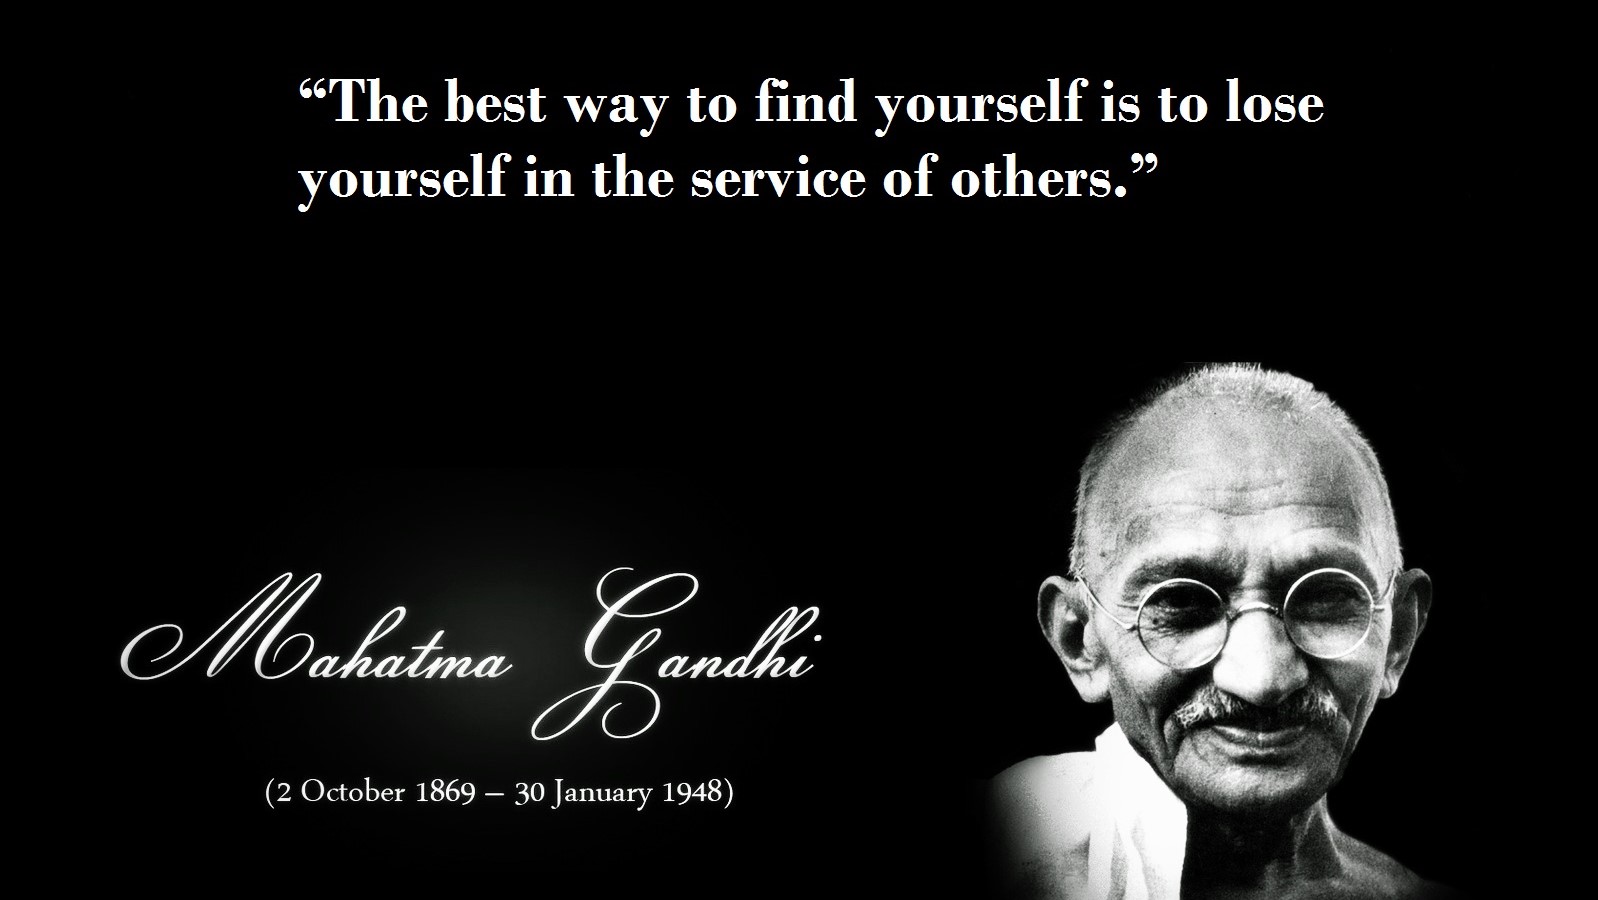 “The best way to find yourself is to lose
yourself in the service of others.”
Mahatma Gandhi
(2 October 1869 – 30 January 1948)